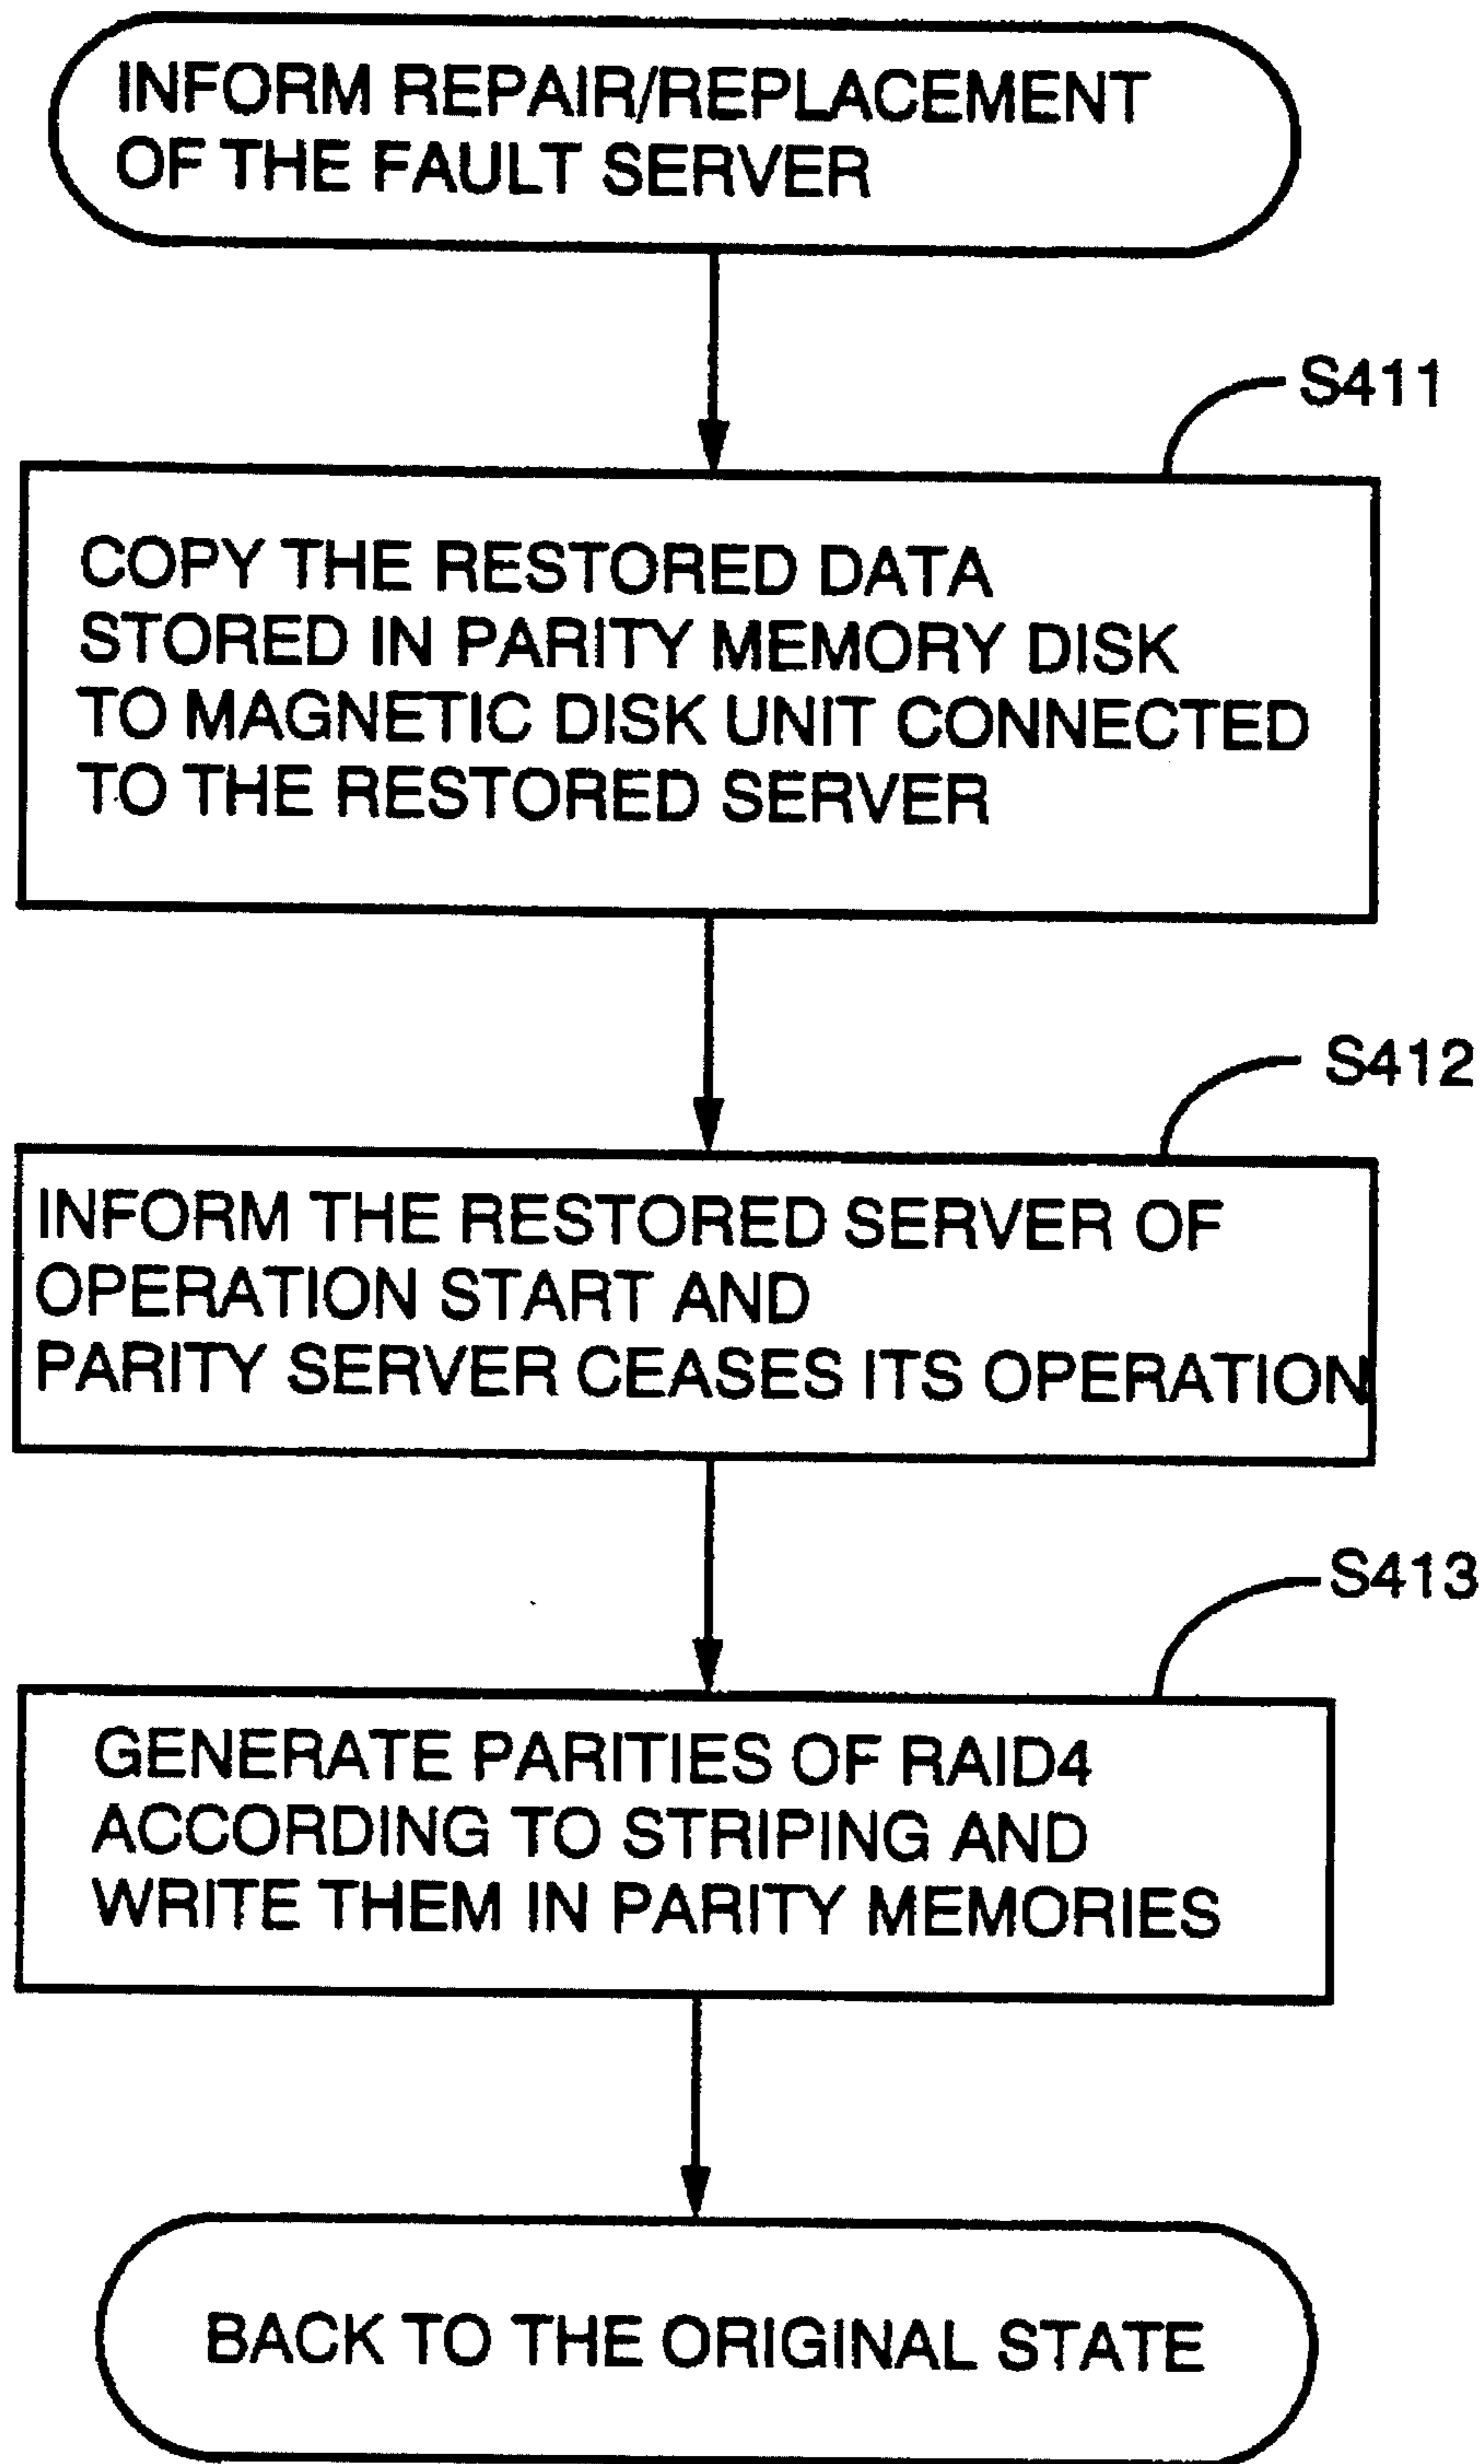 INFORM REPAIR/REPLACEMENT
OF THE FAULT SERVER
S411
COPY THE RESTORED DATA
STORED IN PARITY MEMORY DISK
TO MAGNETIC DISK UNIT CONNECTED
TO THE RESTORED SERVER
S412
INFORM THE RESTORED SERVER OF
OPERATION START AND
PARITY SERVER CEASES ITS OPERATION
S413
GENERATE PARITIES OF RAID4
ACCORDING TO STRIPING AND
WRITE THEM IN PARITY MEMORIES
BACK TO THE ORIGINAL STATE